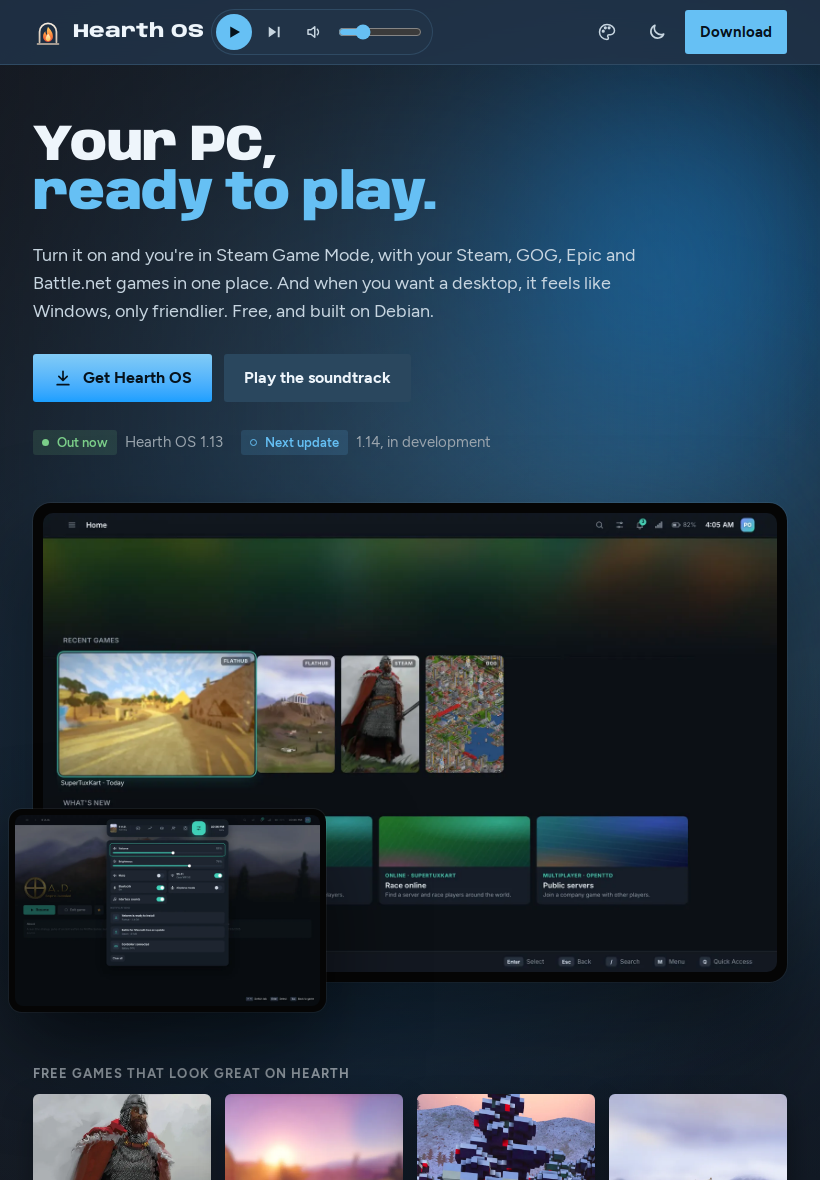 Hearth OS
Download
Your PC,
ready to play.
Turn it on and you're in Steam Game Mode, with your Steam, GOG, Epic and
Battle.net games in one place. And when you want a desktop, it feels like
Windows, only friendlier. Free, and built on Debian.
Get Hearth OS
Play the soundtrack
Out now
Hearth OS 1.13
Next update
1.14, in development
Home
82%
4:05 AM
PO
RECENT GAMES
FLATHUB
FLATHUB
STEAM
GOG
SuperTuxKart · Today
WHAT'S NEW
ONLINE · SUPERTUXKART
Race online
Find a server and race players around the world.
MULTIPLAYER · OPENTTD
Public servers
Join a company game with other players.
Enter Select
Esc Back
/ Search
M Menu
Q Quick Access
FREE GAMES THAT LOOK GREAT ON HEARTH